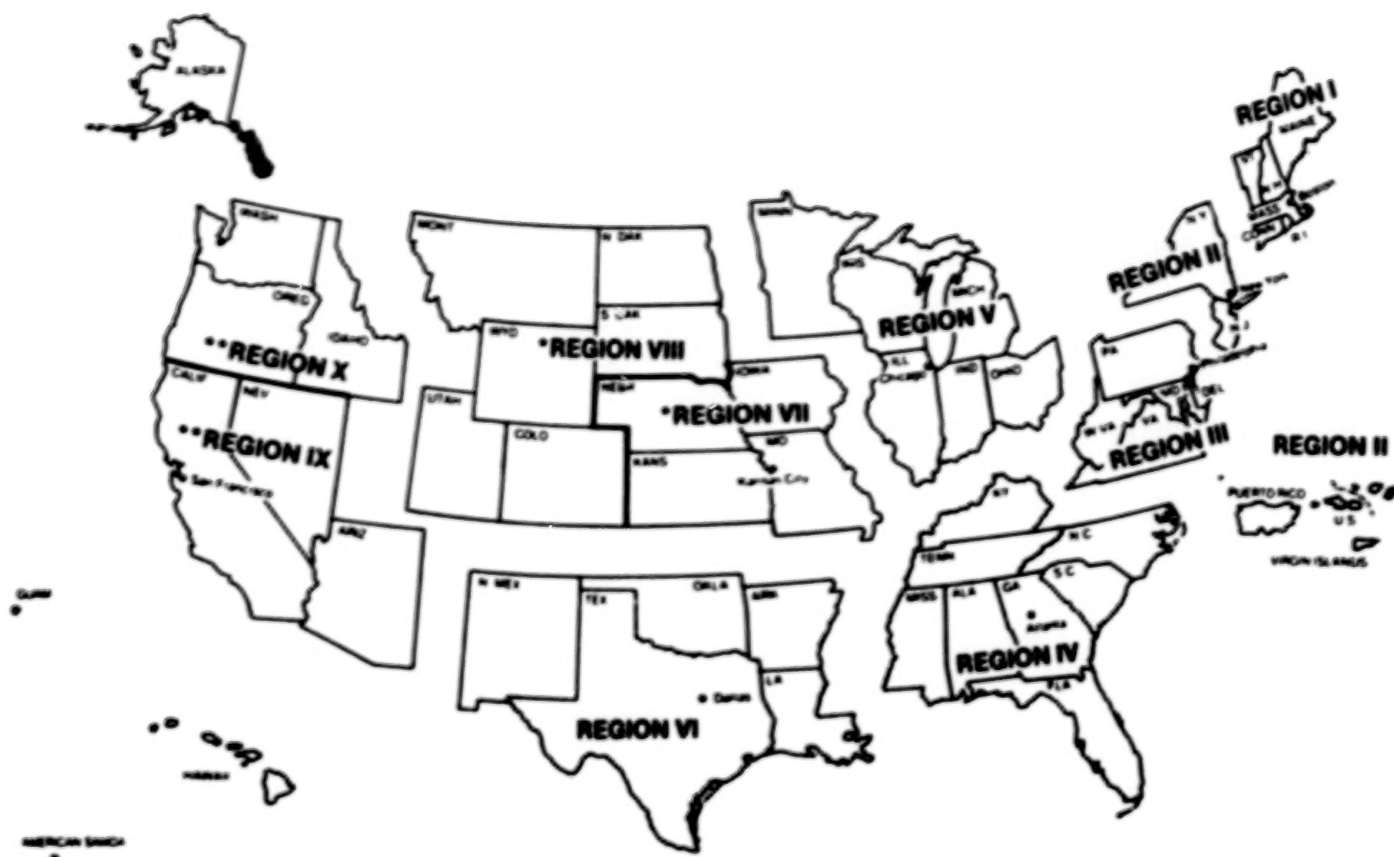 ALASKA
REGION I
MAINE
VT
N H
Boston
MASS
CONN
R I
WASH
MONT
N DAK
MINN
N Y
REGION II
New York
N J
OREG
IDAHO
**REGION X
WYO
S DAK
*REGION VIII
WIS
MICH
REGION V
PA
Philadelphia
MD
DEL
CALIF
NEV
UTAH
NEBR
IOWA
ILL
Chicago
IND
OHIO
*REGION VII
W VA
VA
REGION III
**REGION IX
San Francisco
COLO
KANS
MO
Kansas City
REGION II
PUERTO RICO
U S
VIRGIN ISLANDS
KY
ARIZ
TENN
N C
N MEX
TEX
OKLA
ARK
MISS
ALA
GA
S C
Atlanta
REGION IV
GUAM
LA
Dallas
REGION VI
FLA
HAWAII
AMERICAN SAMOA